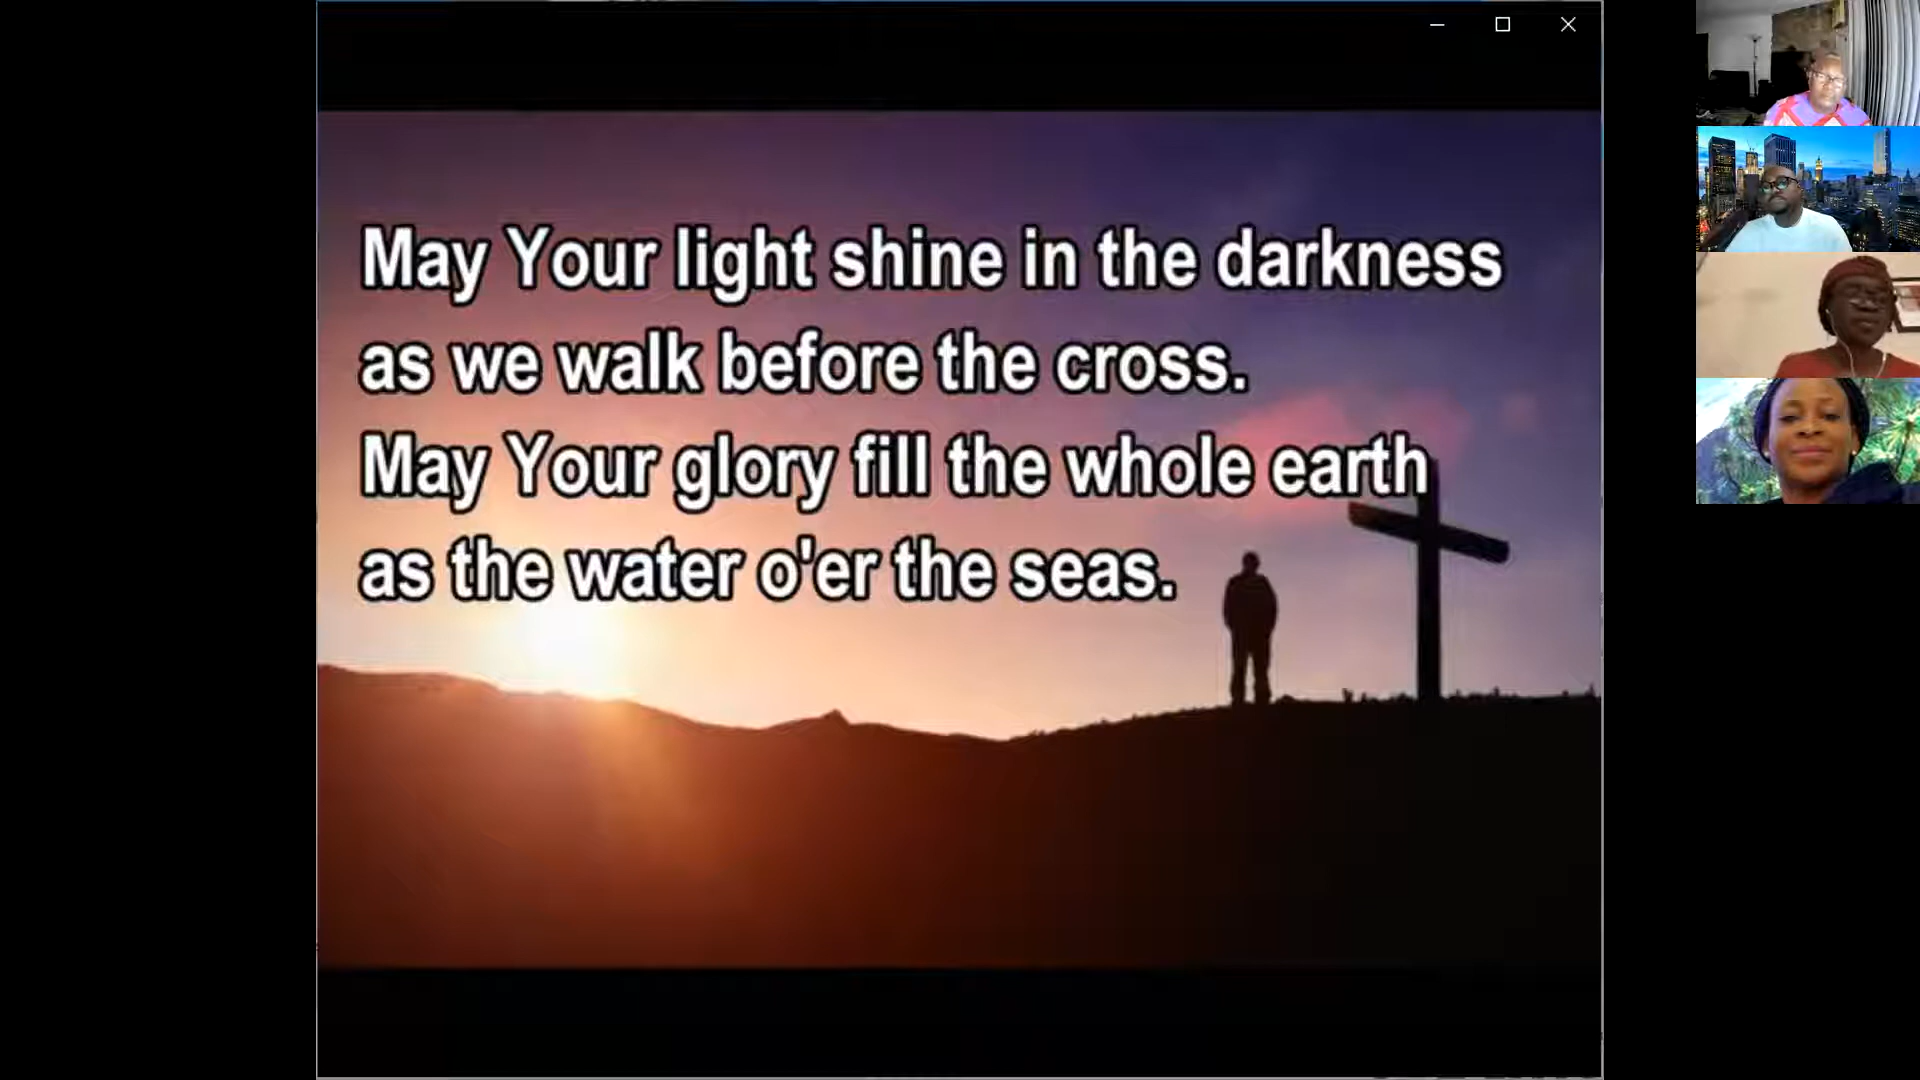 May Your light shine in the darkness
as we walk before the cross.
May Your glory fill the whole earth
as the water o'er the seas.